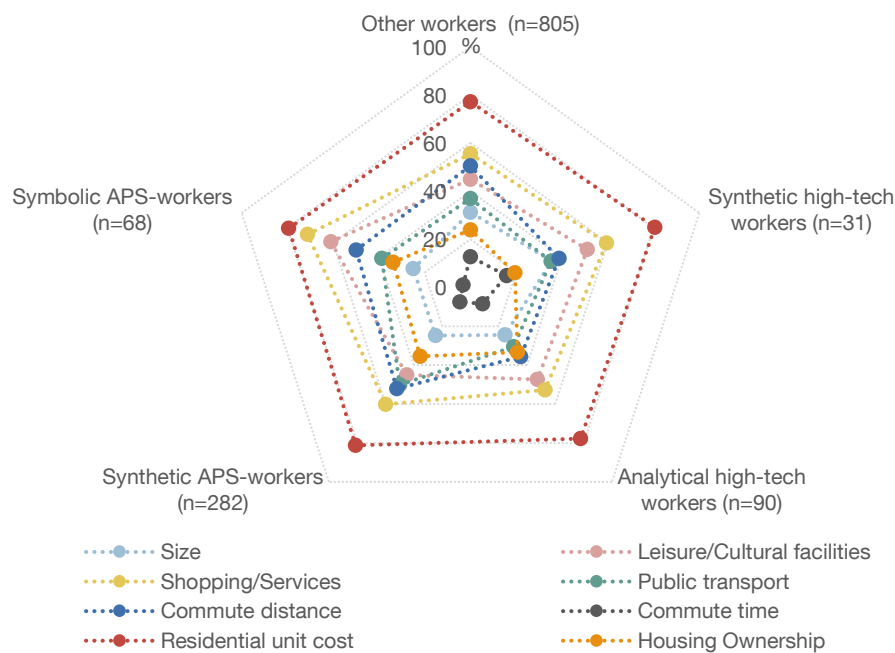 Other workers (n=805)
100 %
80
60
40
20
0
Symbolic APS-workers
(n=68)
Synthetic high-tech
workers (n=31)
Synthetic APS-workers
(n=282)
Analytical high-tech
workers (n=90)
Size
Shopping/Services
Commute distance
Residential unit cost
Leisure/Cultural facilities
Public transport
Commute time
Housing Ownership